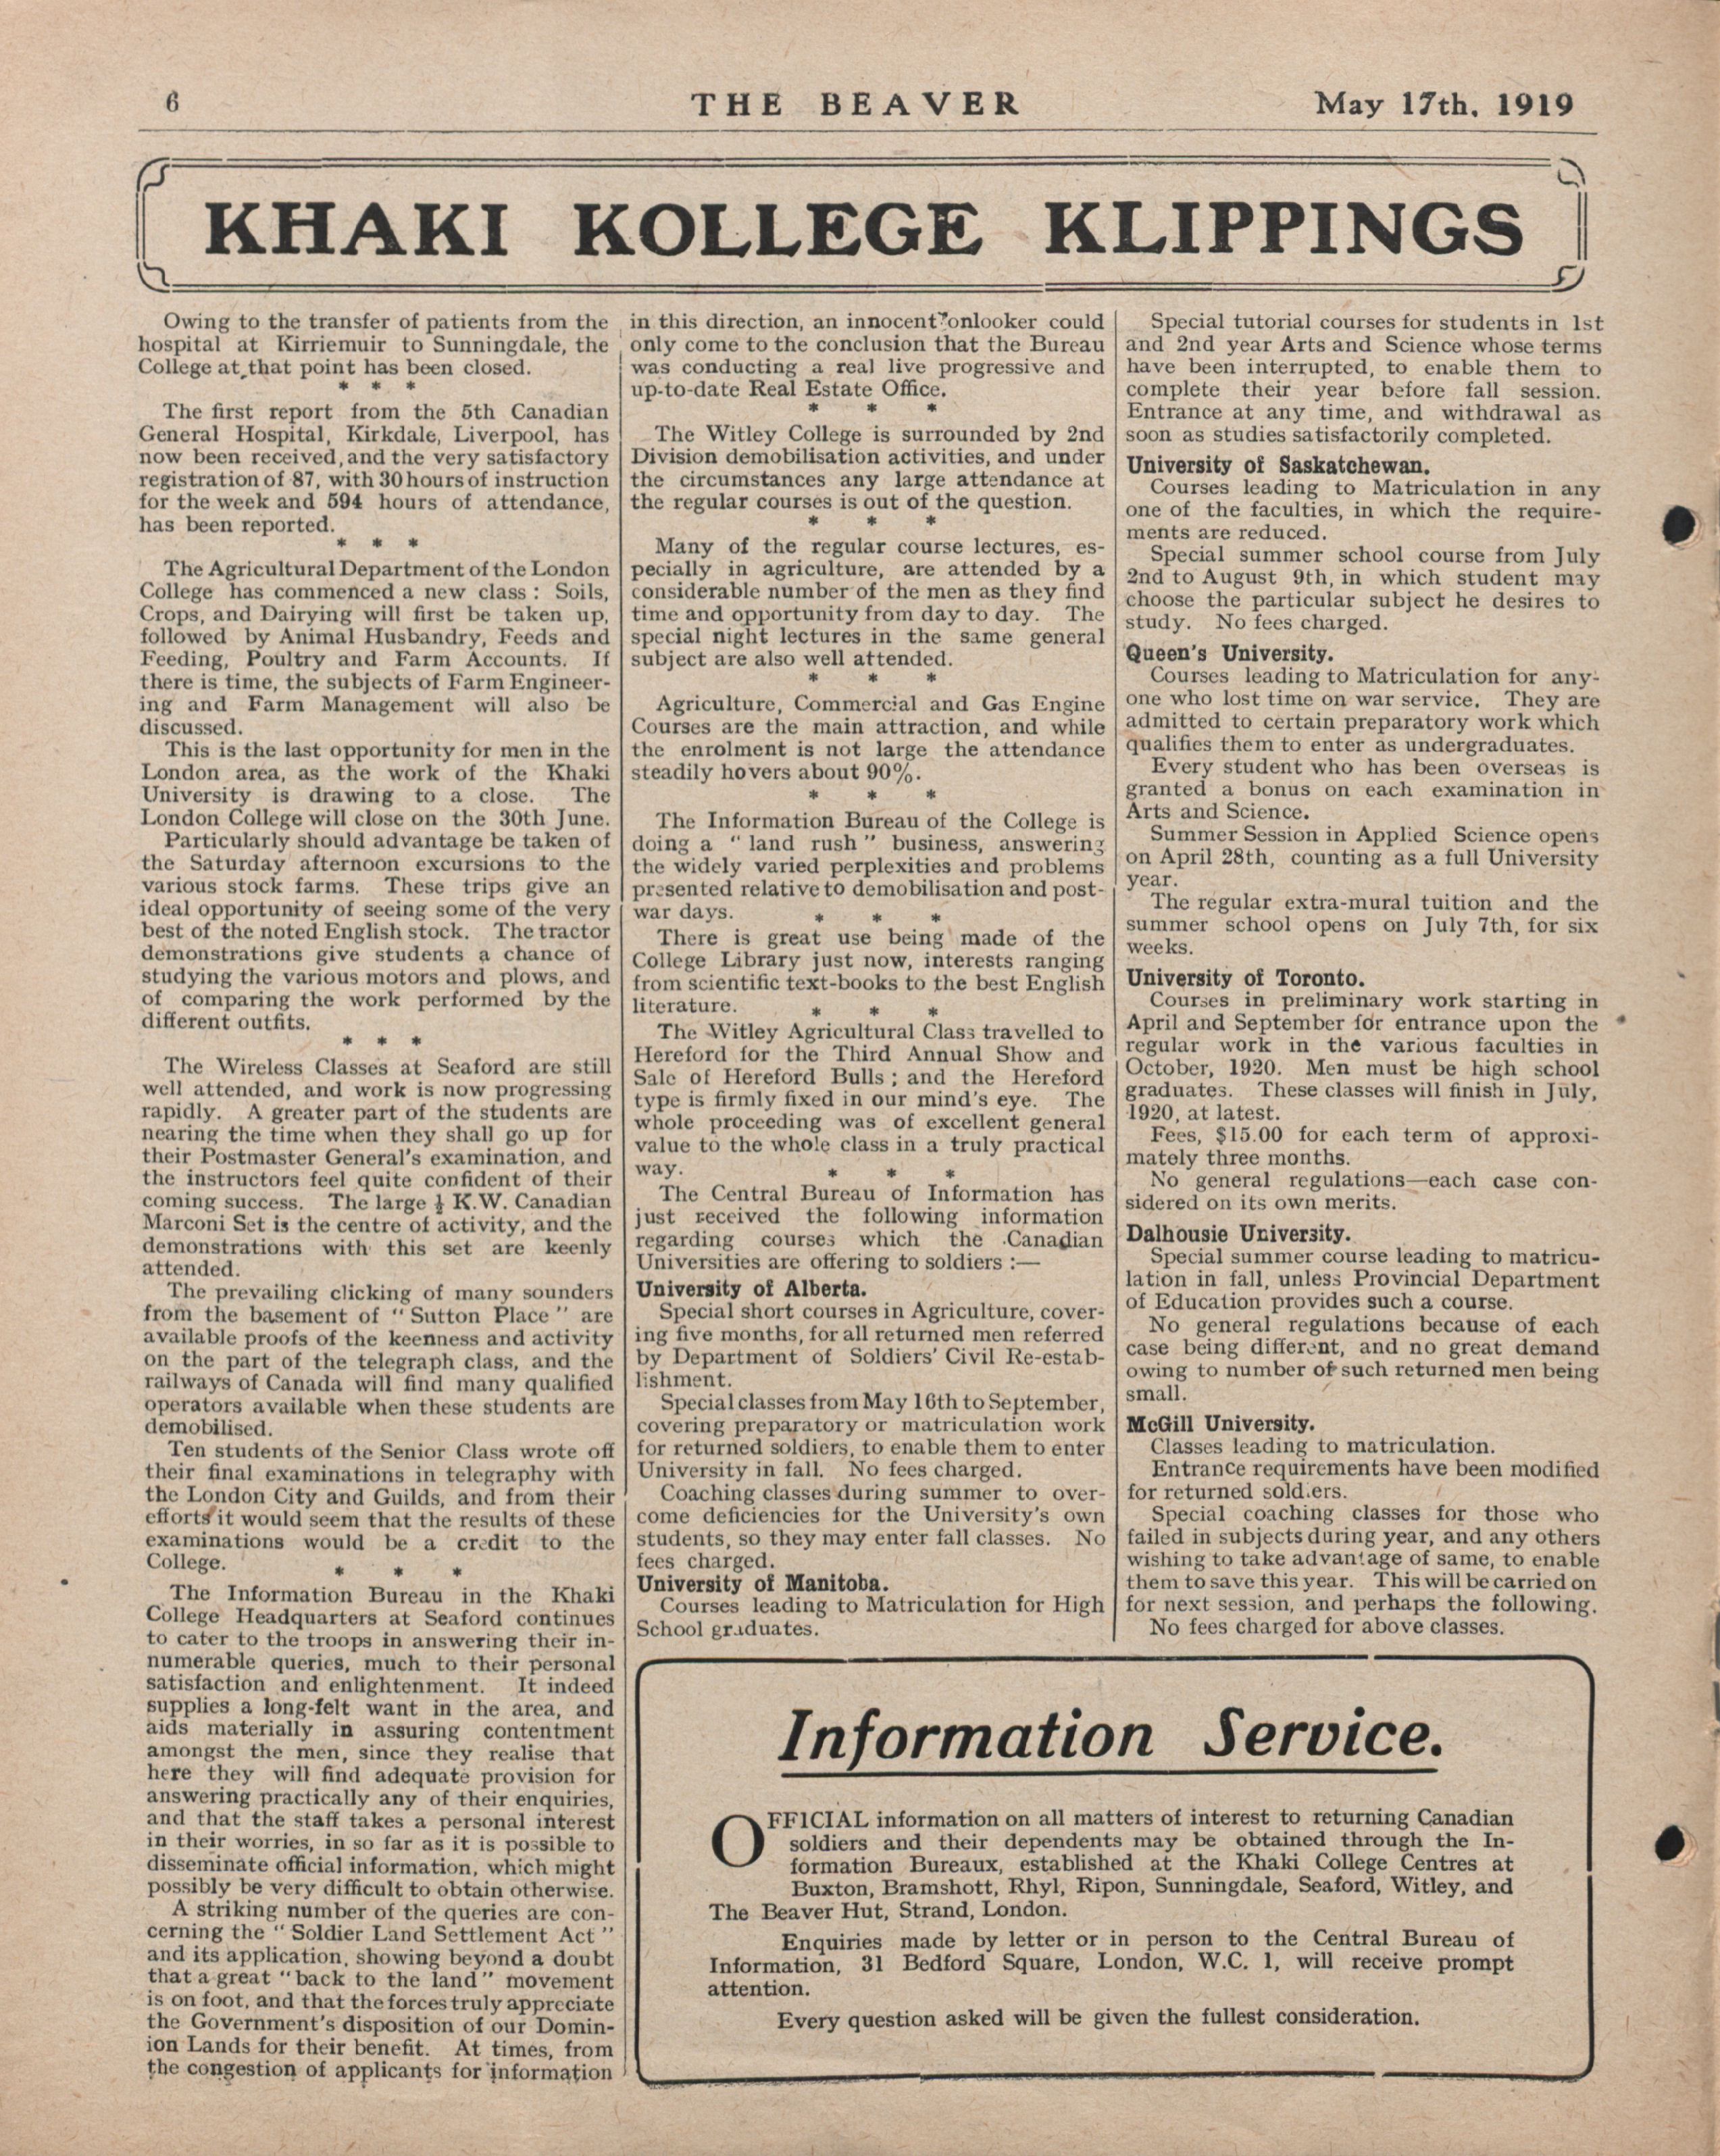 6
THE BEAVER
May 17th, 1919
KHAKI KOLLEGE KLIPPINGS
Owing to the transfer of patients from the
hospital at Kirriemuir to Sunningdale, the
College at that point has been closed.
* * *
The first report from the 5th Canadian
General Hospital, Kirkdale, Liverpool, has
now been received, and the very satisfactory
registration of 87, with 30 hours of instruction
for the week and 594 hours of attendance,
has been reported.
* * *
The Agricultural Department of the London
College has commenced a new class : Soils,
Crops, and Dairying will first be taken up,
followed by Animal Husbandry, Feeds and
Feeding, Poultry and Farm Accounts. If
there is time, the subjects of Farm Engineer-
ing and Farm Management will also be
discussed.
This is the last opportunity for men in the
London area, as the work of the Khaki
University is drawing to a close. The
London College will close on the 30th June.
Particularly should advantage be taken of
the Saturday afternoon excursions to the
various stock farms. These trips give an
ideal opportunity of seeing some of the very
best of the noted English stock. The tractor
demonstrations give students a chance of
studying the various motors and plows, and
of comparing the work performed by the
different outfits.
* * *
The Wireless Classes at Seaford are still
well attended, and work is now progressing
rapidly. A greater part of the students are
nearing the time when they shall go up for
their Postmaster General's examination, and
the instructors feel quite confident of their
coming success. The large ½ K.W. Canadian
Marconi Set is the centre of activity, and the
demonstrations with this set are keenly
attended.
The prevailing clicking of many sounders
from the basement of " Sutton Place " are
available proofs of the keenness and activity
on the part of the telegraph class, and the
railways of Canada will find many qualified
operators available when these students are
demobilised.
Ten students of the Senior Class wrote off
their final examinations in telegraphy with
the London City and Guilds, and from their
efforts it would seem that the results of these
examinations would be a credit to the
College.
* * *
The Information Bureau in the Khaki
College Headquarters at Seaford continues
to cater to the troops in answering their in-
numerable queries, much to their personal
satisfaction and enlightenment. It indeed
supplies a long-felt want in the area, and
aids materially in assuring contentment
amongst the men, since they realise that
here they will find adequate provision for
answering practically any of their enquiries,
and that the staff takes a personal interest
in their worries, in so far as it is possible to
disseminate official information, which might
possibly be very difficult to obtain otherwise.
A striking number of the queries are con-
cerning the " Soldier Land Settlement Act "
and its application, showing beyond a doubt
that a great "back to the land" movement
is on foot, and that the forces truly appreciate
the Government's disposition of our Domin-
ion Lands for their benefit. At times, from
the congestion of applicants for information
in this direction, an innocent onlooker could
only come to the conclusion that the Bureau
was conducting a real live progressive and
up-to-date Real Estate Office.
* * *
The Witley College is surrounded by 2nd
Division demobilisation activities, and under
the circumstances any large attendance at
the regular courses is out of the question.
* * *
Many of the regular course lectures, es-
pecially in agriculture, are attended by a
considerable number of the men as they find
time and opportunity from day to day. The
special night lectures in the same general
subject are also well attended.
* * *
Agriculture, Commercial and Gas Engine
Courses are the main attraction, and while
the enrolment is not large the attendance
steadily hovers about 90%.
* * *
The Information Bureau of the College is
doing a " land rush " business, answering
the widely varied perplexities and problems
presented relative to demobilisation and post-
war days.
* * *
There is great use being made of the
College Library just now, interests ranging
from scientific text-books to the best English
literature.
* * *
The Witley Agricultural Class travelled to
Hereford for the Third Annual Show and
Sale of Hereford Bulls ; and the Hereford
type is firmly fixed in our mind's eye. The
whole proceeding was of excellent general
value to the whole class in a truly practical
way.
* * *
The Central Bureau of Information has
just received the following information
regarding courses which the Canadian
Universities are offering to soldiers :—
University of Alberta.
Special short courses in Agriculture, cover-
ing five months, for all returned men referred
by Department of Soldiers' Civil Re-estab-
lishment.
Special classes from May 16th to September,
covering preparatory or matriculation work
for returned soldiers, to enable them to enter
University in fall. No fees charged.
Coaching classes during summer to over-
come deficiencies for the University's own
students, so they may enter fall classes. No
fees charged.
University of Manitoba.
Courses leading to Matriculation for High
School graduates.
Special tutorial courses for students in 1st
and 2nd year Arts and Science whose terms
have been interrupted, to enable them to
complete their year before fall session.
Entrance at any time, and withdrawal as
soon as studies satisfactorily completed.
University of Saskatchewan.
Courses leading to Matriculation in any
one of the faculties, in which the require-
ments are reduced.
Special summer school course from July
2nd to August 9th, in which student may
choose the particular subject he desires to
study. No fees charged.
Queen's University.
Courses leading to Matriculation for any-
one who lost time on war service. They are
admitted to certain preparatory work which
qualifies them to enter as undergraduates.
Every student who has been overseas is
granted a bonus on each examination in
Arts and Science.
Summer Session in Applied Science opens
on April 28th, counting as a full University
year.
The regular extra-mural tuition and the
summer school opens on July 7th, for six
weeks.
University of Toronto.
Courses in preliminary work starting in
April and September for entrance upon the
regular work in the various faculties in
October, 1920. Men must be high school
graduates. These classes will finish in July,
1920, at latest.
Fees, $15.00 for each term of approxi-
mately three months.
No general regulations—each case con-
sidered on its own merits.
Dalhousie University.
Special summer course leading to matricu-
lation in fall, unless Provincial Department
of Education provides such a course.
No general regulations because of each
case being different, and no great demand
owing to number of such returned men being
small.
McGill University.
Classes leading to matriculation.
Entrance requirements have been modified
for returned soldiers.
Special coaching classes for those who
failed in subjects during year, and any others
wishing to take advantage of same, to enable
them to save this year. This will be carried on
for next session, and perhaps the following.
No fees charged for above classes.
Information Service.
OFFICIAL information on all matters of interest to returning Canadian
soldiers and their dependents may be obtained through the In-
formation Bureaux, established at the Khaki College Centres at
Buxton, Bramshott, Rhyl, Ripon, Sunningdale, Seaford, Witley, and
The Beaver Hut, Strand, London.
Enquiries made by letter or in person to the Central Bureau of
Information, 31 Bedford Square, London, W.C. 1, will receive prompt
attention.
Every question asked will be given the fullest consideration.